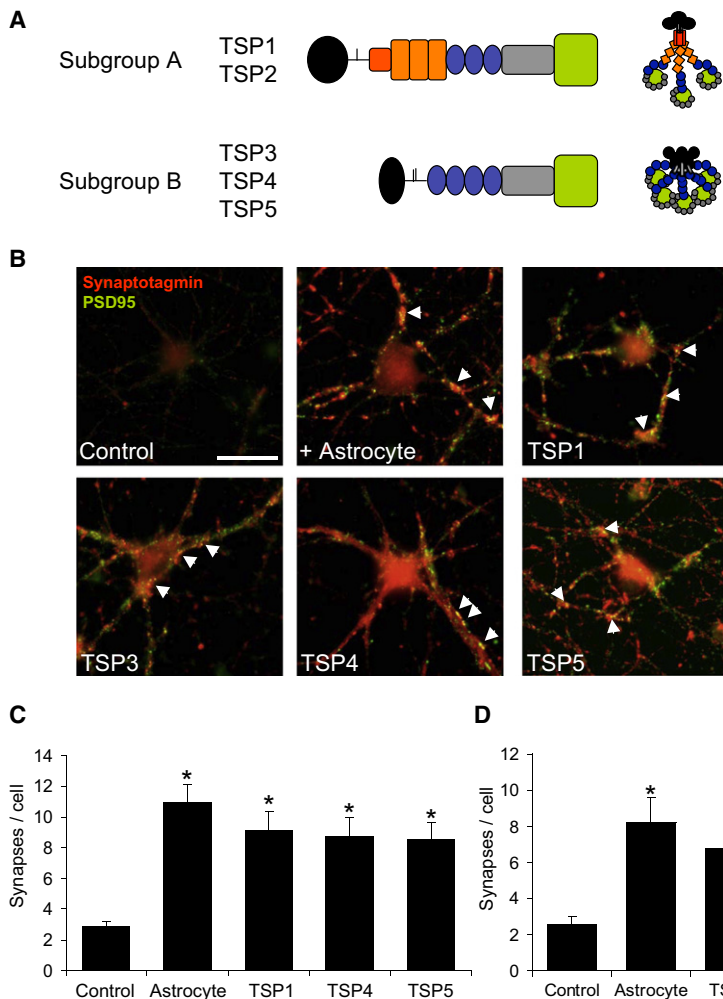 A
Subgroup A
TSP1
TSP2
Subgroup B
TSP3
TSP4
TSP5
B
Synaptotagmin
PSD95
Control
+ Astrocyte
TSP1
TSP3
TSP4
TSP5
C
Synapses / cell
14
12
10
8
6
4
2
0
*
*
*
*
Control
Astrocyte
TSP1
TSP4
TSP5
D
Synapses / cell
12
10
8
6
4
2
0
*
Control
Astrocyte